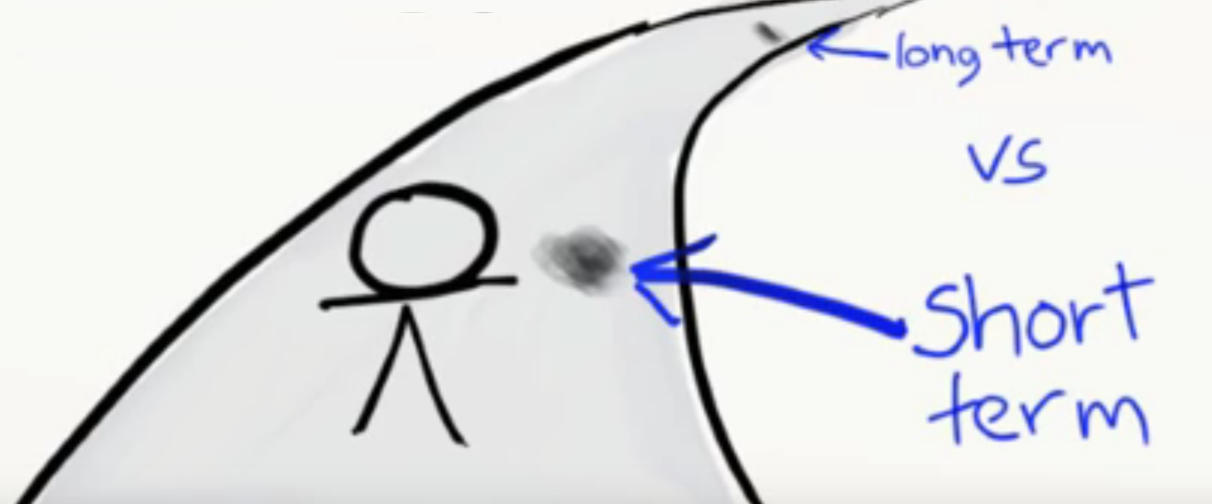 long term
vs
Short
term